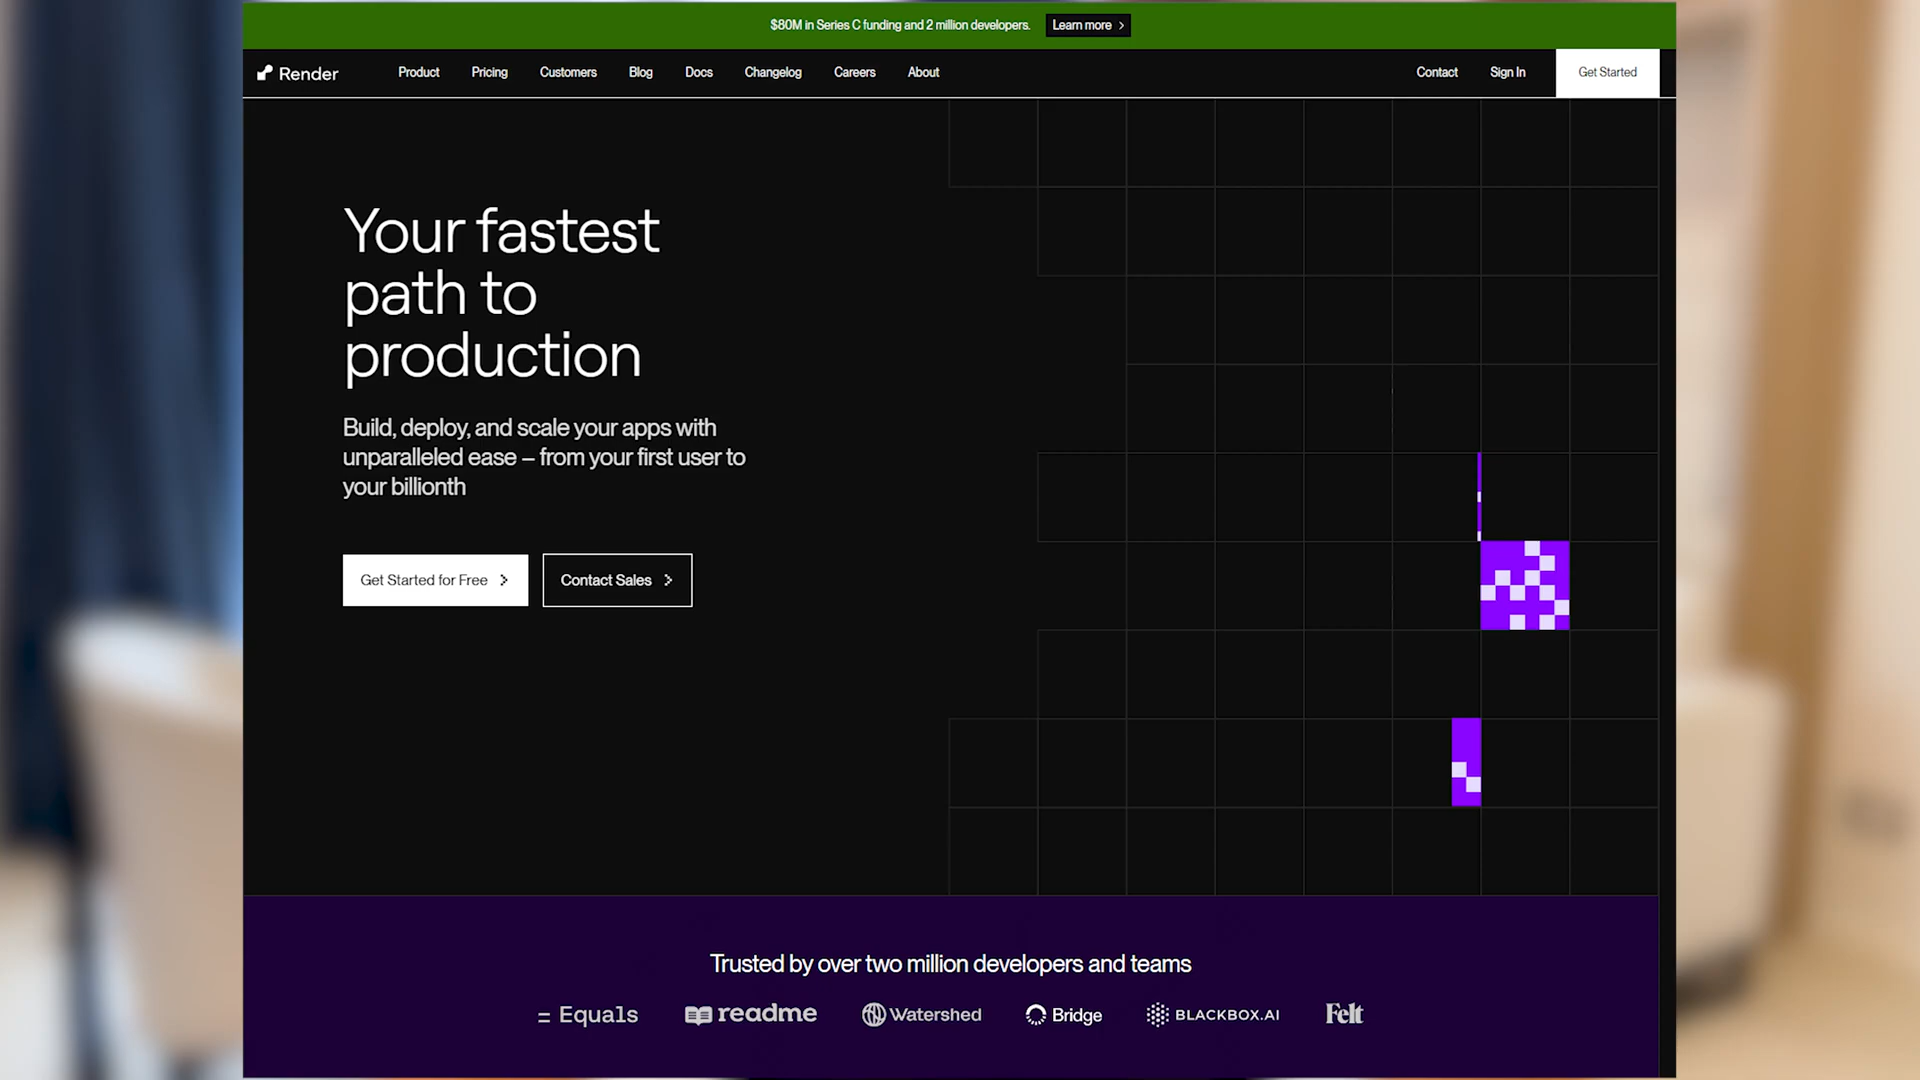 $80M in Series C funding and 2 million developers. Learn more
Render Product Pricing Customers Blog Docs Changelog Careers About Contact Sign In Get Started
Your fastest
path to
production
Build, deploy, and scale your apps with
unparalleled ease – from your first user to
your billionth
Get Started for Free Contact Sales
Trusted by over two million developers and teams
Equals readme Watershed Bridge BLACKBOX.AI Felt